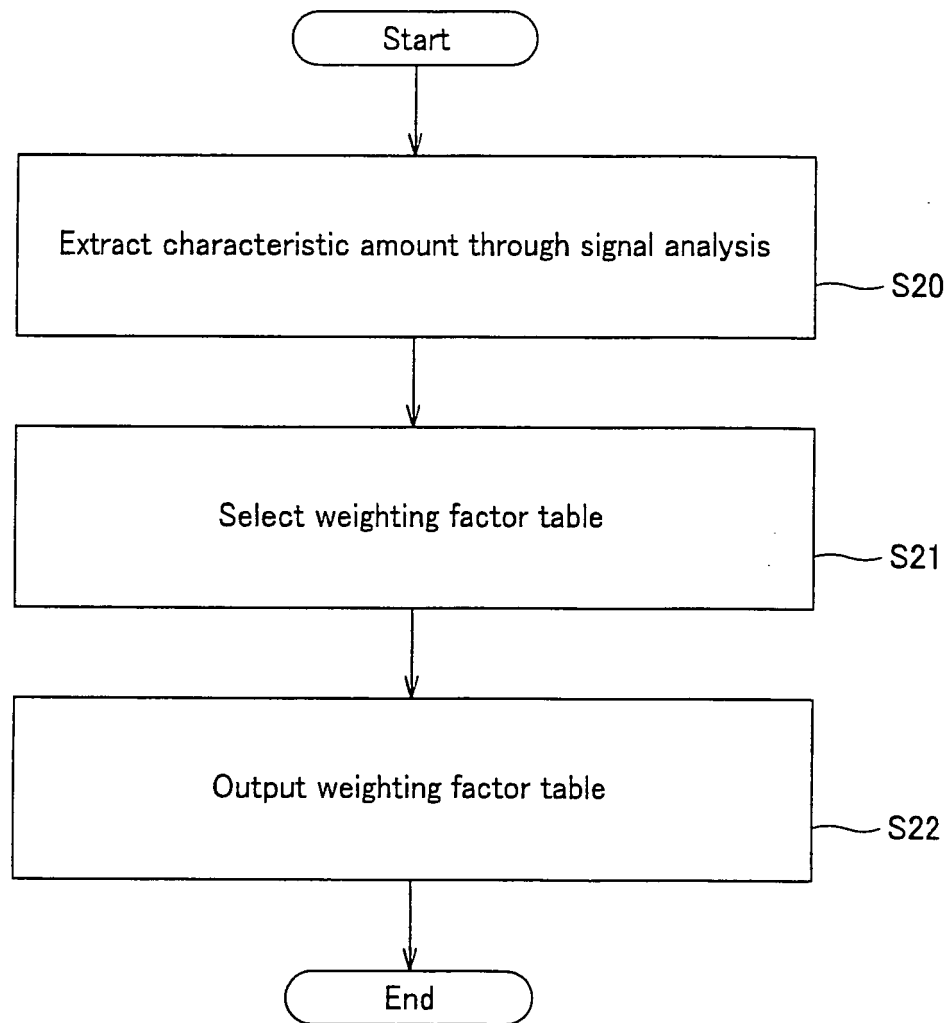 Start
Extract characteristic amount through signal analysis
S20
Select weighting factor table
S21
Output weighting factor table
S22
End